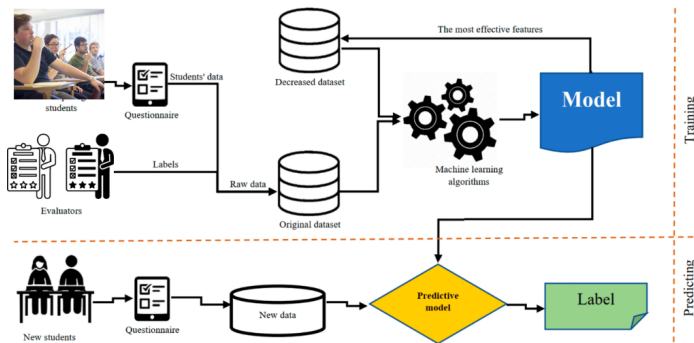 The most effective features
Students' data
Decreased dataset
students
Questionnaire
Model
Training
Machine learning
algorithms
Labels
Raw data
Evaluators
Original dataset
Predictive
model
Label
New data
New students
Questionnaire
Predicting